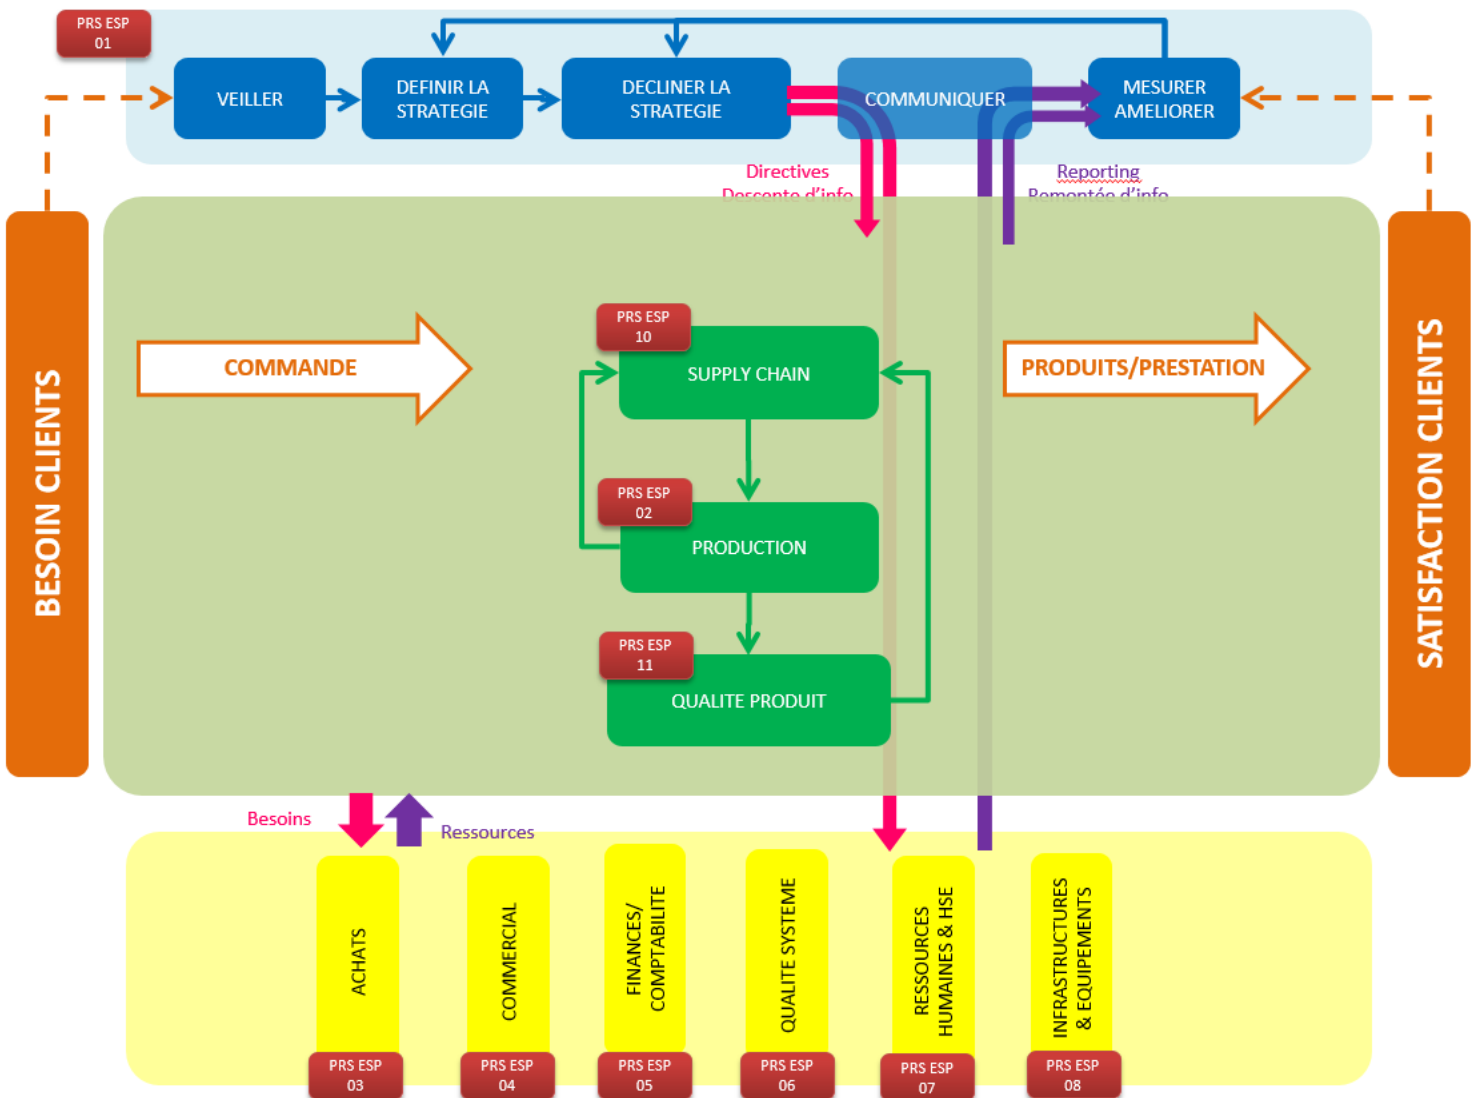 PRS ESP
01
VEILLER
DEFINIR LA
STRATEGIE
DECLINER LA
STRATEGIE
COMMUNIQUER
MESURER
AMELIORER
Directives
Descente d'info
Reporting
Remontée d'info
BESOIN CLIENTS
COMMANDE
PRS ESP
10
SUPPLY CHAIN
PRS ESP
02
PRODUCTION
PRS ESP
11
QUALITE PRODUIT
PRODUITS/PRESTATION
SATISFACTION CLIENTS
Besoins
Ressources
ACHATS
PRS ESP
03
COMMERCIAL
PRS ESP
04
FINANCES/
COMPTABILITE
PRS ESP
05
QUALITE SYSTEME
PRS ESP
06
RESSOURCES
HUMAINES & HSE
PRS ESP
07
INFRASTRUCTURES
& EQUIPEMENTS
PRS ESP
08